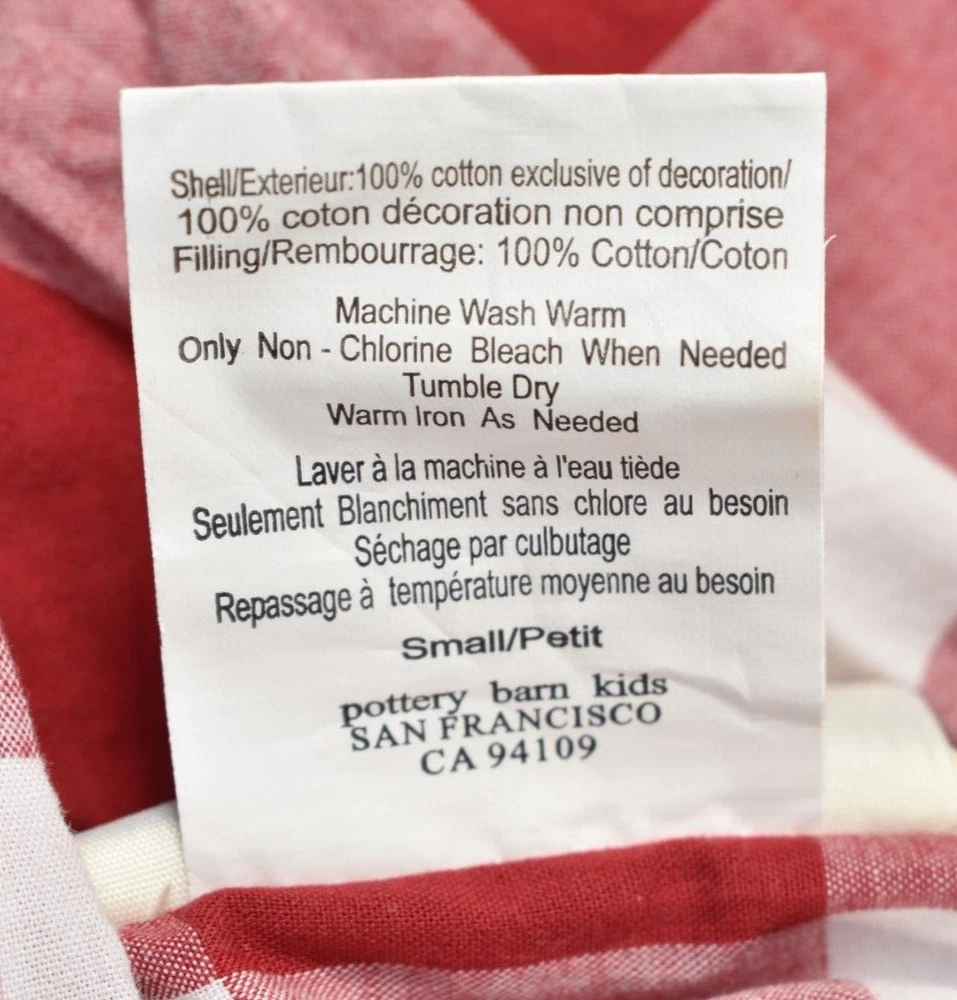 Shell/Exterieur:100% cotton exclusive of decoration/
100% coton décoration non comprise
Filling/Rembourrage: 100% Cotton/Coton
Machine Wash Warm
Only Non - Chlorine Bleach When Needed
Tumble Dry
Warm Iron As Needed
Laver à la machine à l'eau tiède
Seulement Blanchiment sans chlore au besoin
Séchage par culbutage
Repassage à température moyenne au besoin
Small/Petit
pottery barn kids
SAN FRANCISCO
CA 94109